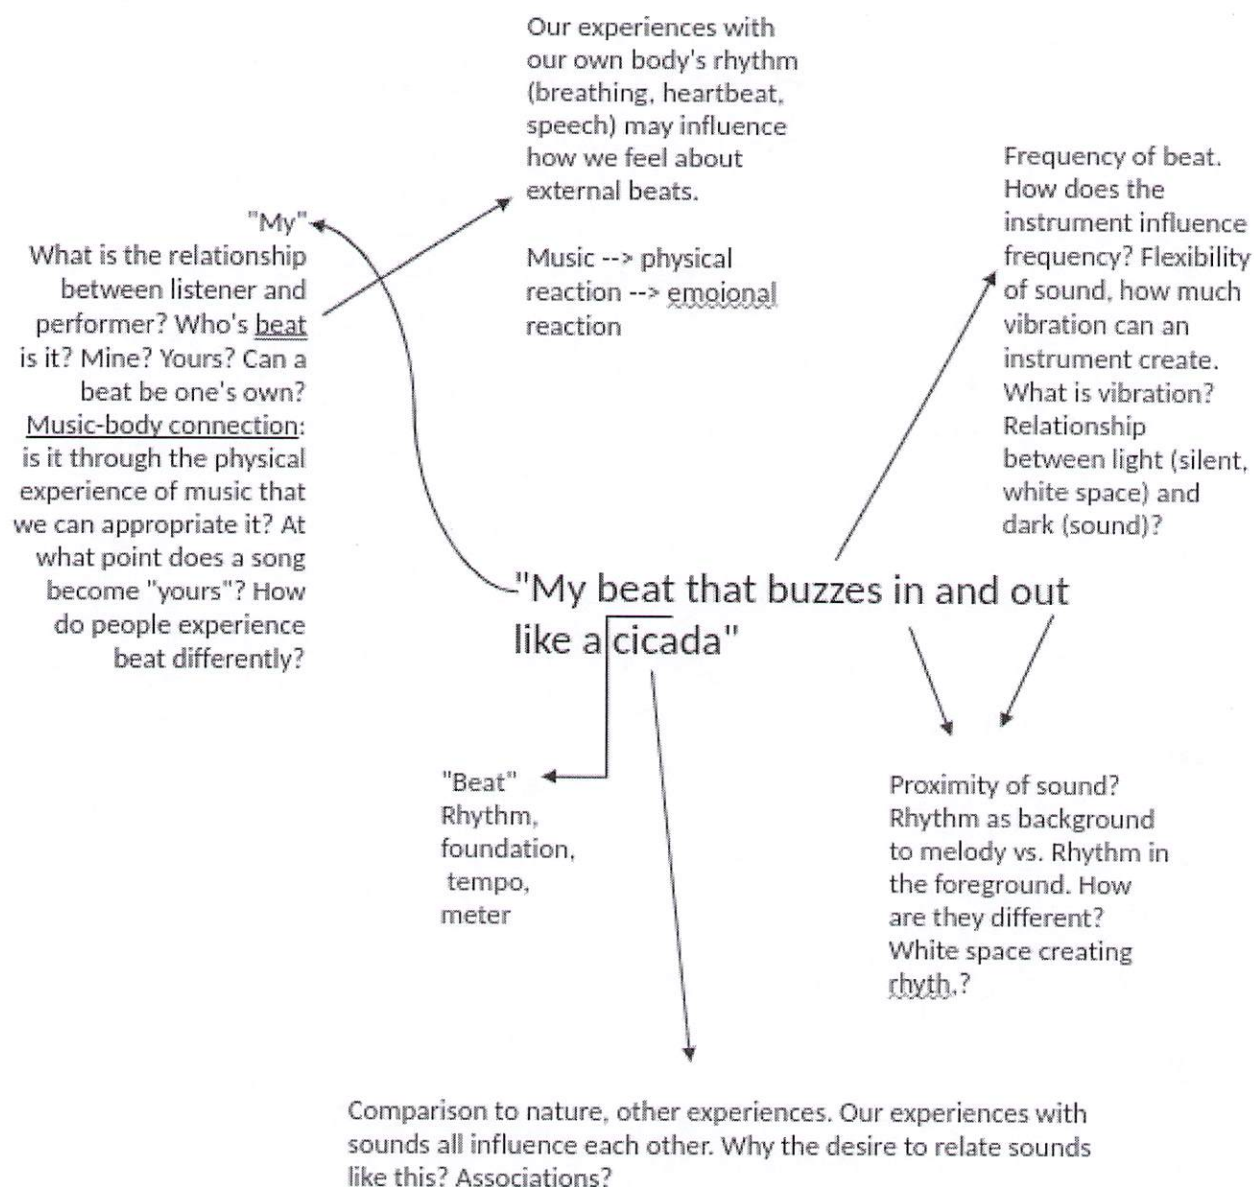 Our experiences with
our own body's rhythm
(breathing, heartbeat,
speech) may influence
how we feel about
external beats.
Music --> physical
reaction --> emoional
reaction
Frequency of beat.
How does the
instrument influence
frequency? Flexibility
of sound, how much
vibration can an
instrument create.
What is vibration?
Relationship
between light (silent,
white space) and
dark (sound)?
"My"
What is the relationship
between listener and
performer? Who's beat
is it? Mine? Yours? Can a
beat be one's own?
Music-body connection:
is it through the physical
experience of music that
we can appropriate it? At
what point does a song
become "yours"? How
do people experience
beat differently?
"My beat that buzzes in and out
like a cicada"
"Beat"
Rhythm,
foundation,
tempo,
meter
Proximity of sound?
Rhythm as background
to melody vs. Rhythm in
the foreground. How
are they different?
White space creating
rhyth,?
Comparison to nature, other experiences. Our experiences with
sounds all influence each other. Why the desire to relate sounds
like this? Associations?